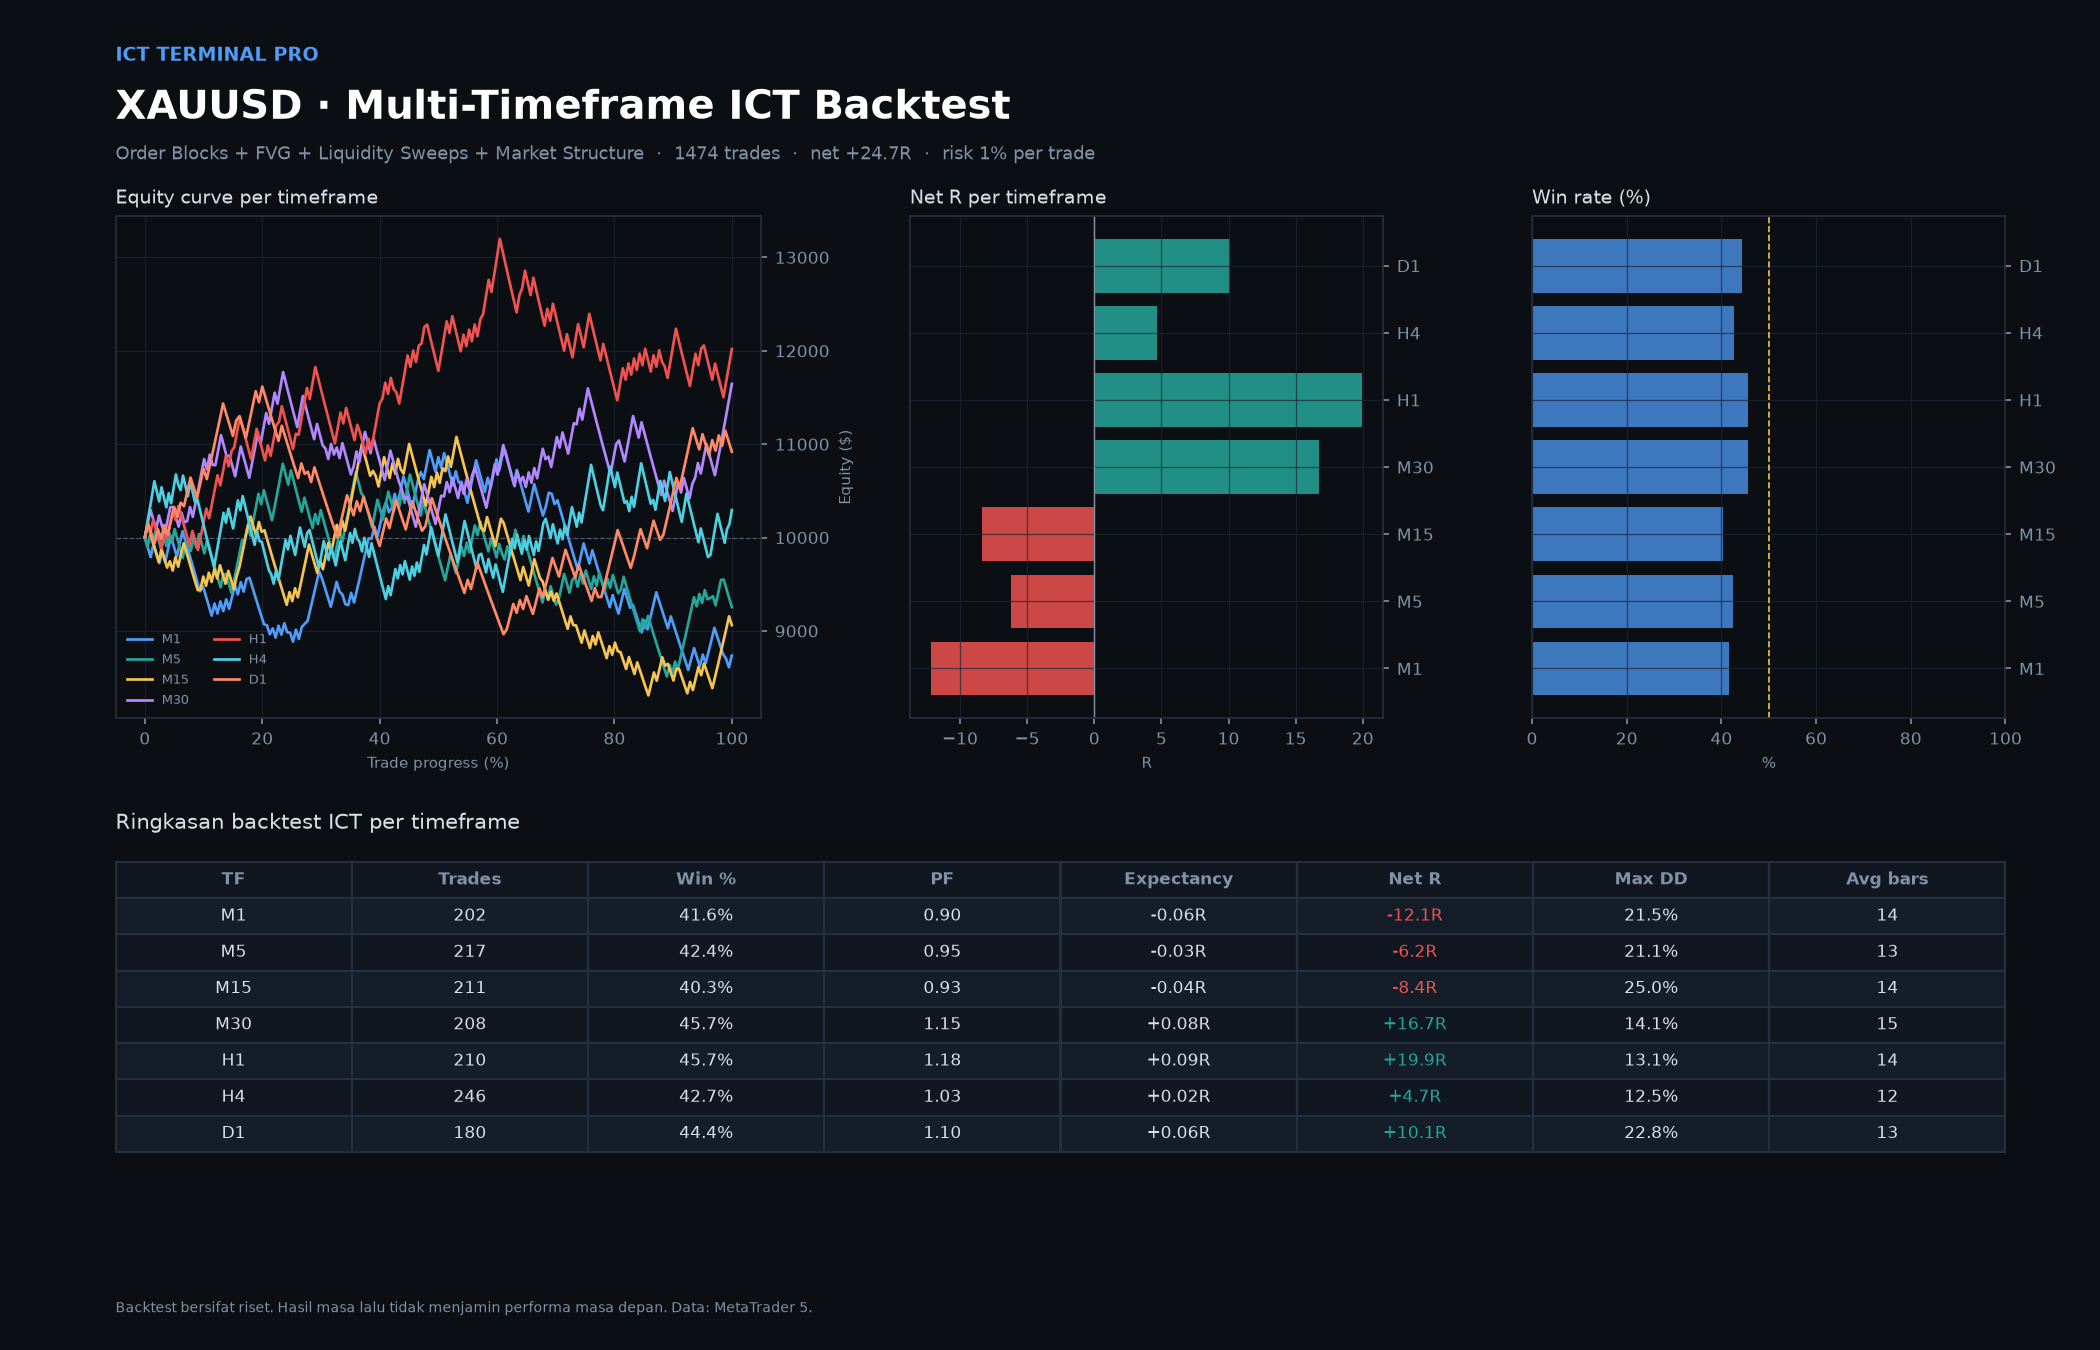 ICT TERMINAL PRO
XAUUSD · Multi-Timeframe ICT Backtest
Order Blocks + FVG + Liquidity Sweeps + Market Structure · 1474 trades · net +24.7R · risk 1% per trade
Equity curve per timeframe
13000
12000
11000
10000
9000
Equity ($)
M1 H1
M5 H4
M15 D1
M30
0 20 40 60 80 100
Trade progress (%)
Net R per timeframe
D1
H4
H1
M30
M15
M5
M1
−10 −5 0 5 10 15 20
R
Win rate (%)
D1
H4
H1
M30
M15
M5
M1
0 20 40 60 80 100
%
Ringkasan backtest ICT per timeframe
TF Trades Win % PF Expectancy Net R Max DD Avg bars
M1 202 41.6% 0.90 -0.06R -12.1R 21.5% 14
M5 217 42.4% 0.95 -0.03R -6.2R 21.1% 13
M15 211 40.3% 0.93 -0.04R -8.4R 25.0% 14
M30 208 45.7% 1.15 +0.08R +16.7R 14.1% 15
H1 210 45.7% 1.18 +0.09R +19.9R 13.1% 14
H4 246 42.7% 1.03 +0.02R +4.7R 12.5% 12
D1 180 44.4% 1.10 +0.06R +10.1R 22.8% 13
Backtest bersifat riset. Hasil masa lalu tidak menjamin performa masa depan. Data: MetaTrader 5.